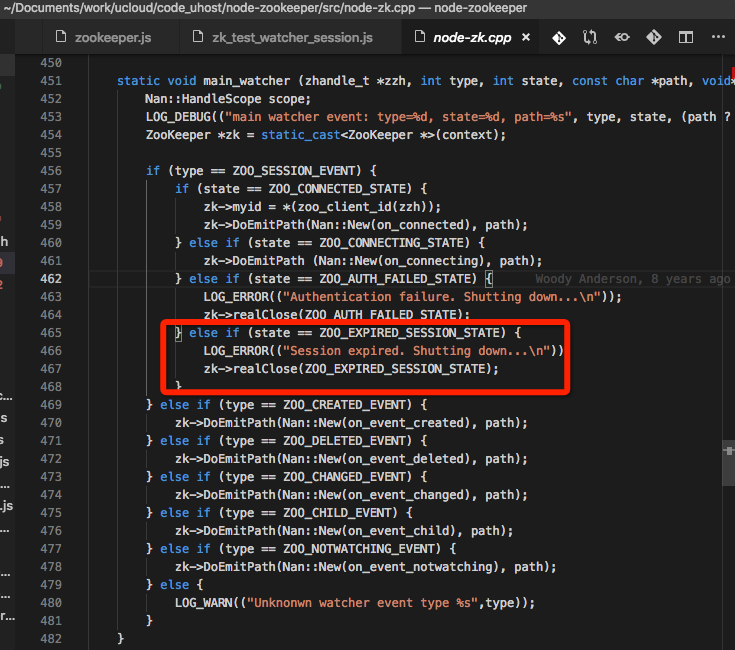 ~/Documents/work/ucloud/code_uhost/node-zookeeper/src/node-zk.cpp — node-zookeeper
zookeeper.js zk_test_watcher_session.js node-zk.cpp ×
450
451 static void main_watcher (zhandle_t *zzh, int type, int state, const char *path, void*
452 Nan::HandleScope scope;
453 LOG_DEBUG(("main watcher event: type=%d, state=%d, path=%s", type, state, (path ?
454 ZooKeeper *zk = static_cast<ZooKeeper *>(context);
455
456 if (type == ZOO_SESSION_EVENT) {
457 if (state == ZOO_CONNECTED_STATE) {
458 zk->myid = *(zoo_client_id(zzh));
459 zk->DoEmitPath(Nan::New(on_connected), path);
460 } else if (state == ZOO_CONNECTING_STATE) {
461 zk->DoEmitPath (Nan::New(on_connecting), path);
462 } else if (state == ZOO_AUTH_FAILED_STATE) { Woody Anderson, 8 years ago
463 LOG_ERROR(("Authentication failure. Shutting down...\n"));
464 zk->realClose(ZOO_AUTH_FAILED_STATE);
465 } else if (state == ZOO_EXPIRED_SESSION_STATE) {
466 LOG_ERROR(("Session expired. Shutting down...\n"))
467 zk->realClose(ZOO_EXPIRED_SESSION_STATE);
468 }
469 } else if (type == ZOO_CREATED_EVENT) {
470 zk->DoEmitPath(Nan::New(on_event_created), path);
471 } else if (type == ZOO_DELETED_EVENT) {
472 zk->DoEmitPath(Nan::New(on_event_deleted), path);
473 } else if (type == ZOO_CHANGED_EVENT) {
474 zk->DoEmitPath(Nan::New(on_event_changed), path);
475 } else if (type == ZOO_CHILD_EVENT) {
476 zk->DoEmitPath(Nan::New(on_event_child), path);
477 } else if (type == ZOO_NOTWATCHING_EVENT) {
478 zk->DoEmitPath(Nan::New(on_event_notwatching), path);
479 } else {
480 LOG_WARN(("Unknonwn watcher event type %s",type));
481 }
482 }